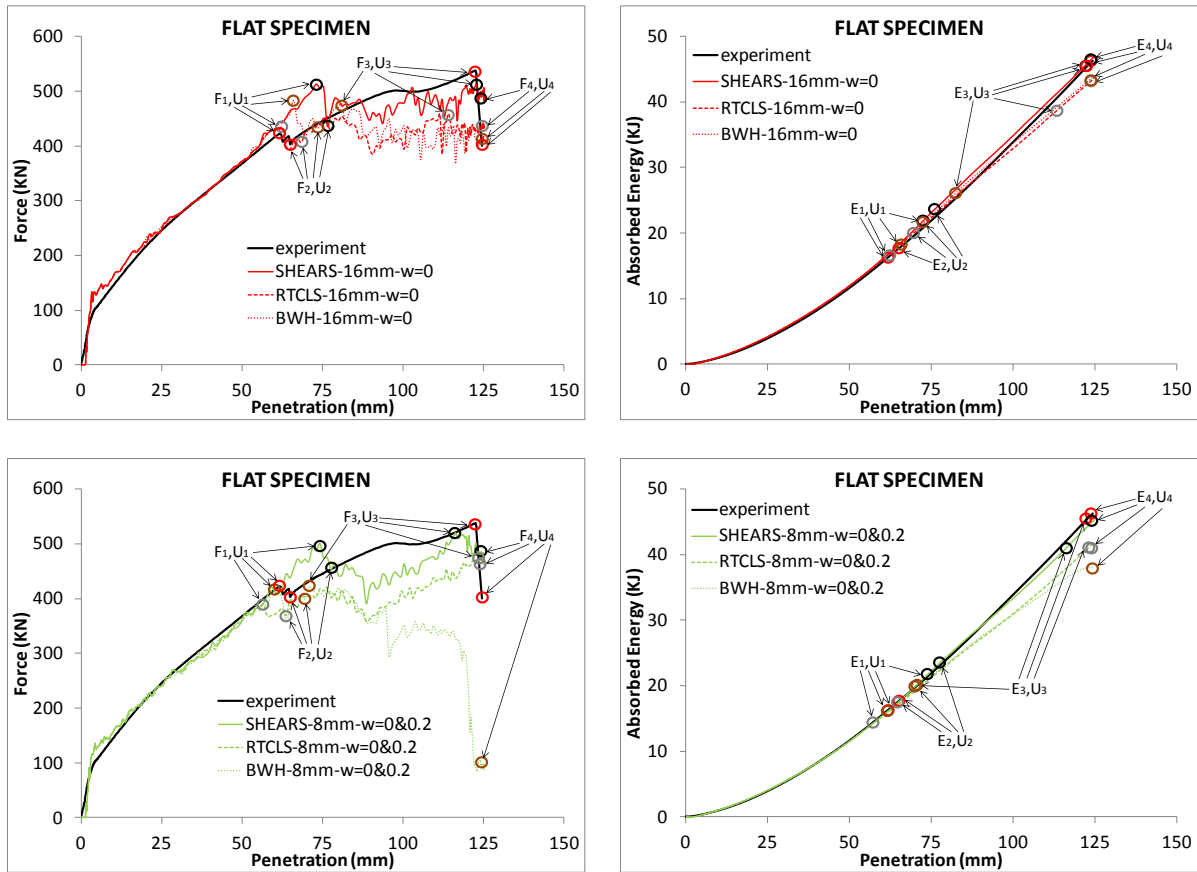 FLAT SPECIMEN
600
500
400
300
200
100
0
Force (KN)
F1,U1
F2,U2
F3,U3
F4,U4
experiment
SHEARS-16mm-w=0
RTCLS-16mm-w=0
BWH-16mm-w=0
0 25 50 75 100 125 150
Penetration (mm)
FLAT SPECIMEN
50
40
30
20
10
0
Absorbed Energy (KJ)
experiment
SHEARS-16mm-w=0
RTCLS-16mm-w=0
BWH-16mm-w=0
E1,U1
E2,U2
E3,U3
E4,U4
0 25 50 75 100 125 150
Penetration (mm)
FLAT SPECIMEN
600
500
400
300
200
100
0
Force (KN)
F1,U1
F2,U2
F3,U3
F4,U4
experiment
SHEARS-8mm-w=0&0.2
RTCLS-8mm-w=0&0.2
BWH-8mm-w=0&0.2
0 25 50 75 100 125 150
Penetration (mm)
FLAT SPECIMEN
50
40
30
20
10
0
Absorbed Energy (KJ)
experiment
SHEARS-8mm-w=0&0.2
RTCLS-8mm-w=0&0.2
BWH-8mm-w=0&0.2
E1,U1
E2,U2
E3,U3
E4,U4
0 25 50 75 100 125 150
Penetration (mm)